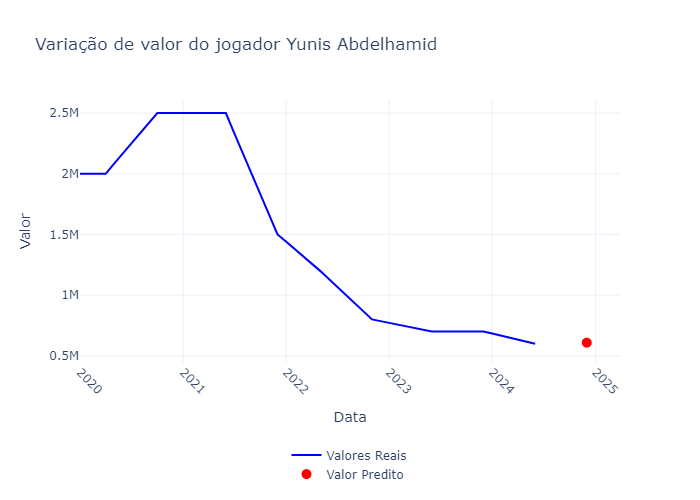 Variação de valor do jogador Yunis Abdelhamid
2.5M
2M
1.5M
1M
0.5M
Valor
2020
2021
2022
2023
2024
2025
Data
Valores Reais
Valor Predito